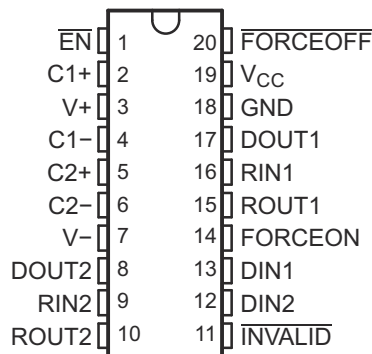 EN 1 20 FORCEOFF
C1+ 2 19 VCC
V+ 3 18 GND
C1− 4 17 DOUT1
C2+ 5 16 RIN1
C2− 6 15 ROUT1
V− 7 14 FORCEON
DOUT2 8 13 DIN1
RIN2 9 12 DIN2
ROUT2 10 11 INVALID